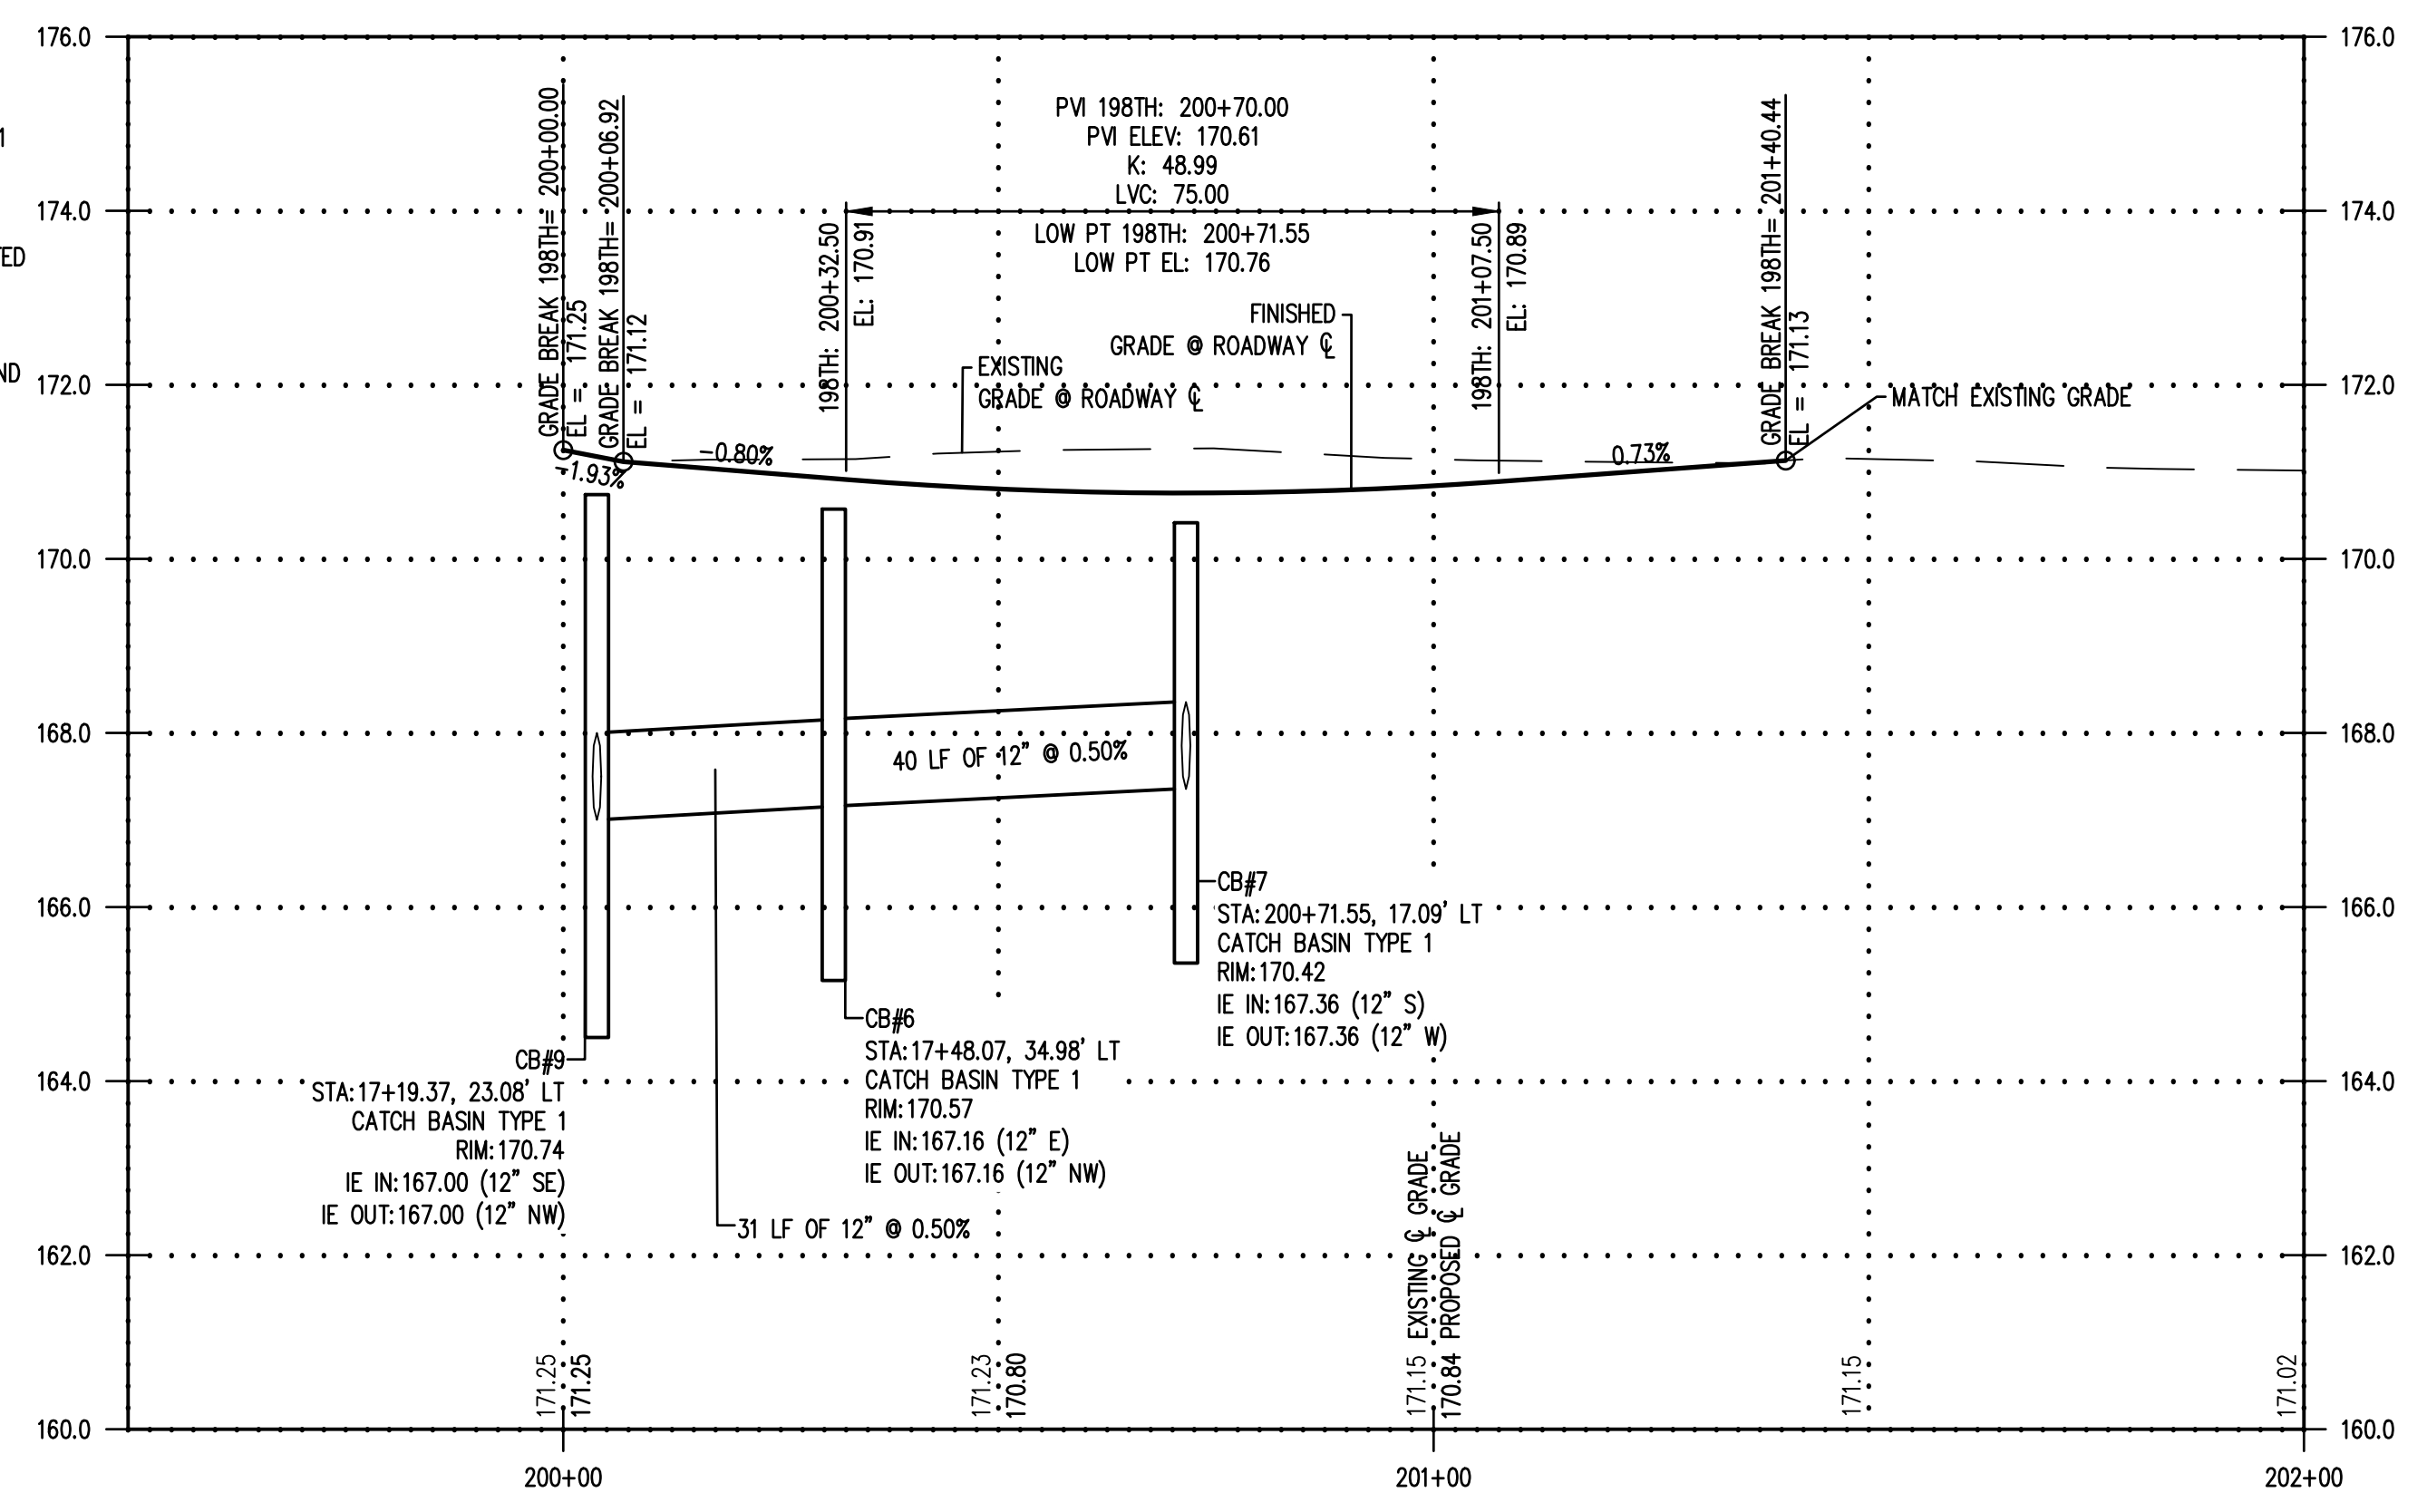 176.0
176.0
174.0
174.0
172.0
172.0
170.0
170.0
168.0
168.0
166.0
166.0
164.0
164.0
162.0
162.0
160.0
160.0
1
ED
ND
GRADE BREAK 198TH= 200+00.00
EL = 171.25
GRADE BREAK 198TH= 200+06.92
EL = 171.12
PVI 198TH: 200+70.00
PVI ELEV: 170.61
K: 48.99
LVC: 75.00
LOW PT 198TH: 200+71.55
LOW PT EL: 170.76
198TH: 200+32.50
EL: 170.91
198TH: 201+07.50
EL: 170.89
GRADE BREAK 198TH= 201+40.44
EL = 171.13
FINISHED
GRADE @ ROADWAY ℄
EXISTING
GRADE @ ROADWAY ℄
MATCH EXISTING GRADE
-1.93%
-0.80%
0.73%
40 LF OF 12" @ 0.50%
CB#7
STA:200+71.55, 17.09' LT
CATCH BASIN TYPE 1
RIM:170.42
IE IN:167.36 (12" S)
IE OUT:167.36 (12" W)
CB#6
STA:17+48.07, 34.98' LT
CATCH BASIN TYPE 1
RIM:170.57
IE IN:167.16 (12" E)
IE OUT:167.16 (12" NW)
CB#9
STA:17+19.37, 23.08' LT
CATCH BASIN TYPE 1
RIM:170.74
IE IN:167.00 (12" SE)
IE OUT:167.00 (12" NW)
31 LF OF 12" @ 0.50%
171.25
171.25
171.23
170.80
171.15 EXISTING ℄ GRADE
170.84 PROPOSED ℄ GRADE
171.15
171.02
200+00
201+00
202+00